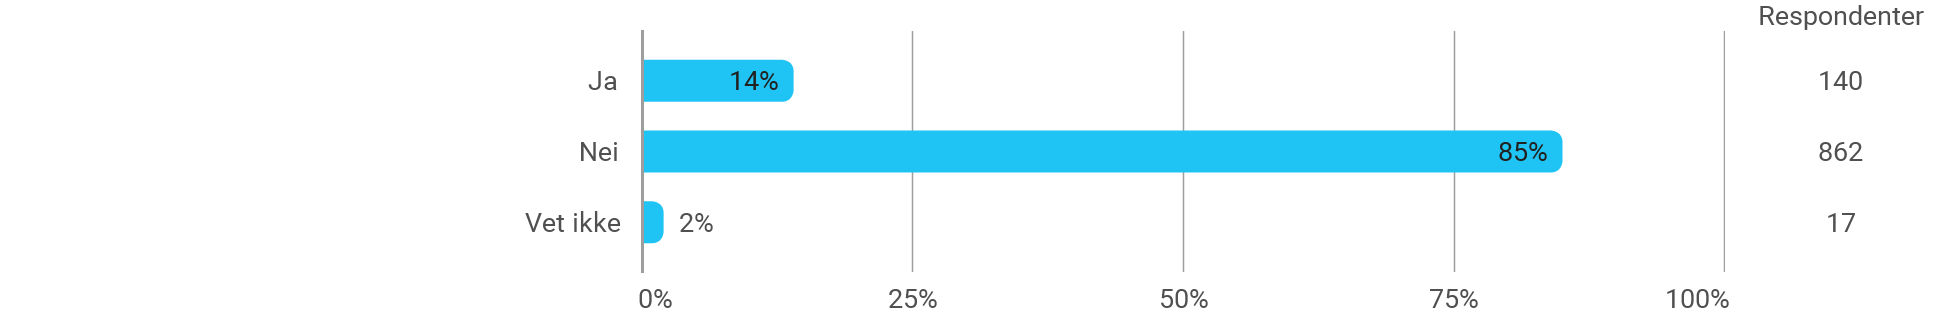 Respondenter
Ja 14% 140
Nei 85% 862
Vet ikke 2% 17
0% 25% 50% 75% 100%